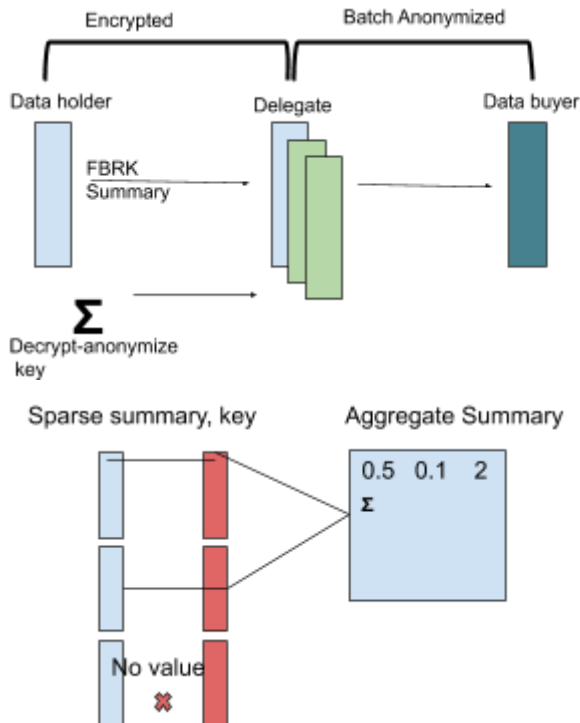 Encrypted
Batch Anonymized
Data holder
Delegate
Data buyer
FBRK
Summary
Σ
Decrypt-anonymize
key
Sparse summary, key
Aggregate Summary
0.5 0.1 2
Σ
No value